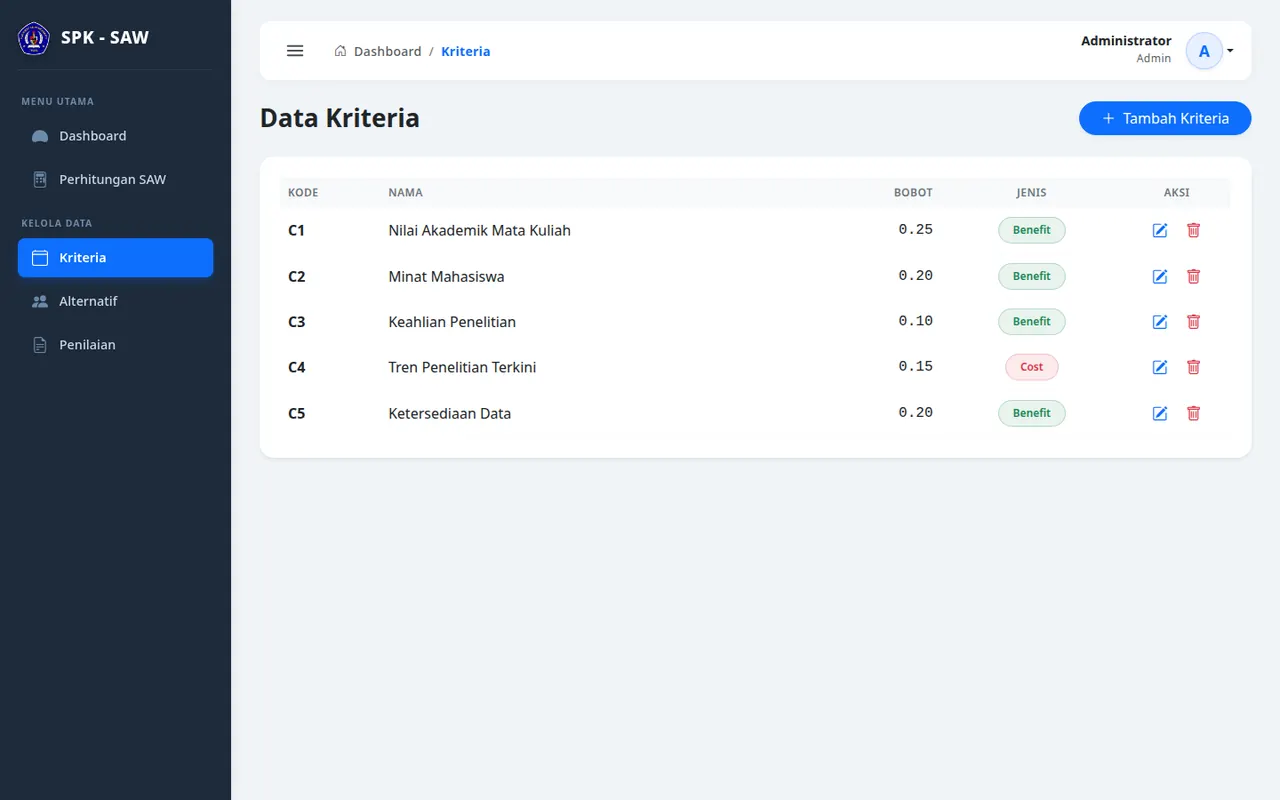 SPK - SAW
MENU UTAMA
Dashboard
Perhitungan SAW
KELOLA DATA
Kriteria
Alternatif
Penilaian
Dashboard / Kriteria
Administrator
Admin
A
Data Kriteria
+ Tambah Kriteria
KODE NAMA BOBOT JENIS AKSI
C1 Nilai Akademik Mata Kuliah 0.25 Benefit
C2 Minat Mahasiswa 0.20 Benefit
C3 Keahlian Penelitian 0.10 Benefit
C4 Tren Penelitian Terkini 0.15 Cost
C5 Ketersediaan Data 0.20 Benefit